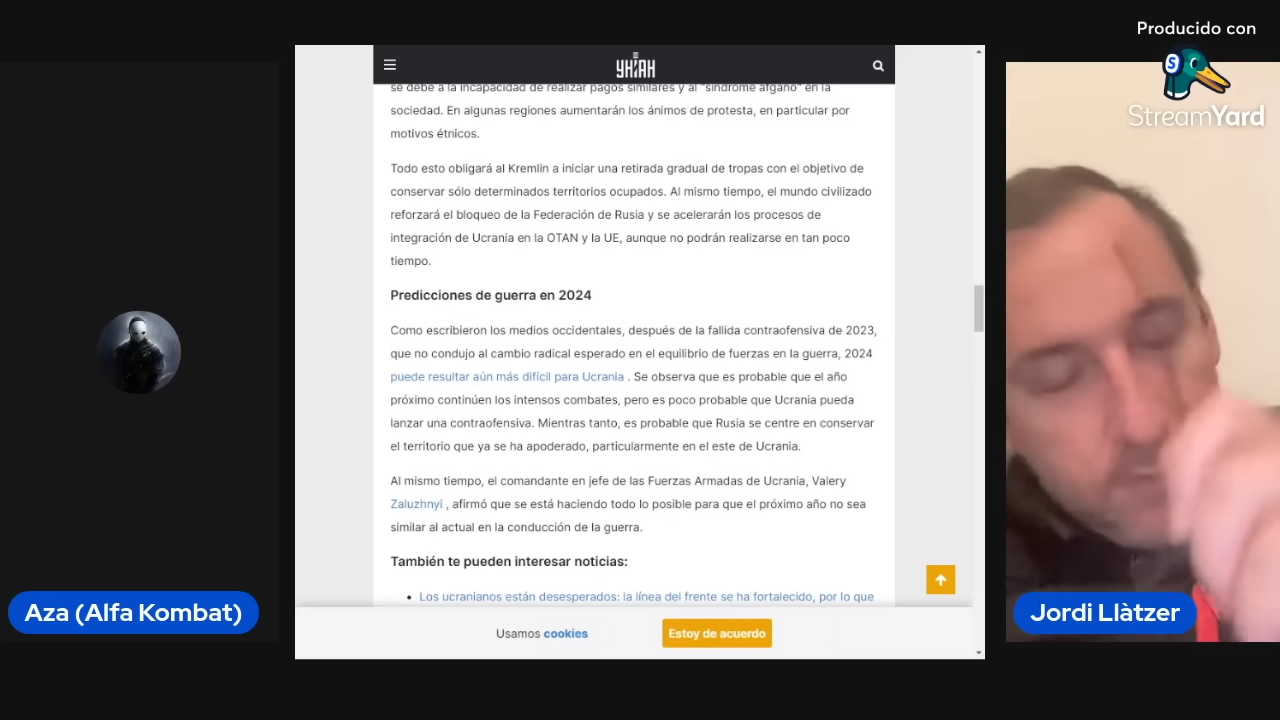 Producido con
S
StreamYard
УНІАН
se debe a la incapacidad de realizar pagos similares y al "síndrome afgano" en la
sociedad. En algunas regiones aumentarán los ánimos de protesta, en particular por
motivos étnicos.
Todo esto obligará al Kremlin a iniciar una retirada gradual de tropas con el objetivo de
conservar sólo determinados territorios ocupados. Al mismo tiempo, el mundo civilizado
reforzará el bloqueo de la Federación de Rusia y se acelerarán los procesos de
integración de Ucrania en la OTAN y la UE, aunque no podrán realizarse en tan poco
tiempo.
Predicciones de guerra en 2024
Como escribieron los medios occidentales, después de la fallida contraofensiva de 2023,
que no condujo al cambio radical esperado en el equilibrio de fuerzas en la guerra, 2024
puede resultar aún más difícil para Ucrania . Se observa que es probable que el año
próximo continúen los intensos combates, pero es poco probable que Ucrania pueda
lanzar una contraofensiva. Mientras tanto, es probable que Rusia se centre en conservar
el territorio que ya se ha apoderado, particularmente en el este de Ucrania.
Al mismo tiempo, el comandante en jefe de las Fuerzas Armadas de Ucrania, Valery
Zaluzhnyi , afirmó que se está haciendo todo lo posible para que el próximo año no sea
similar al actual en la conducción de la guerra.
También te pueden interesar noticias:
• Los ucranianos están desesperados: la línea del frente se ha fortalecido, por lo que
Usamos cookies
Estoy de acuerdo
Aza (Alfa Kombat)
Jordi Llàtzer